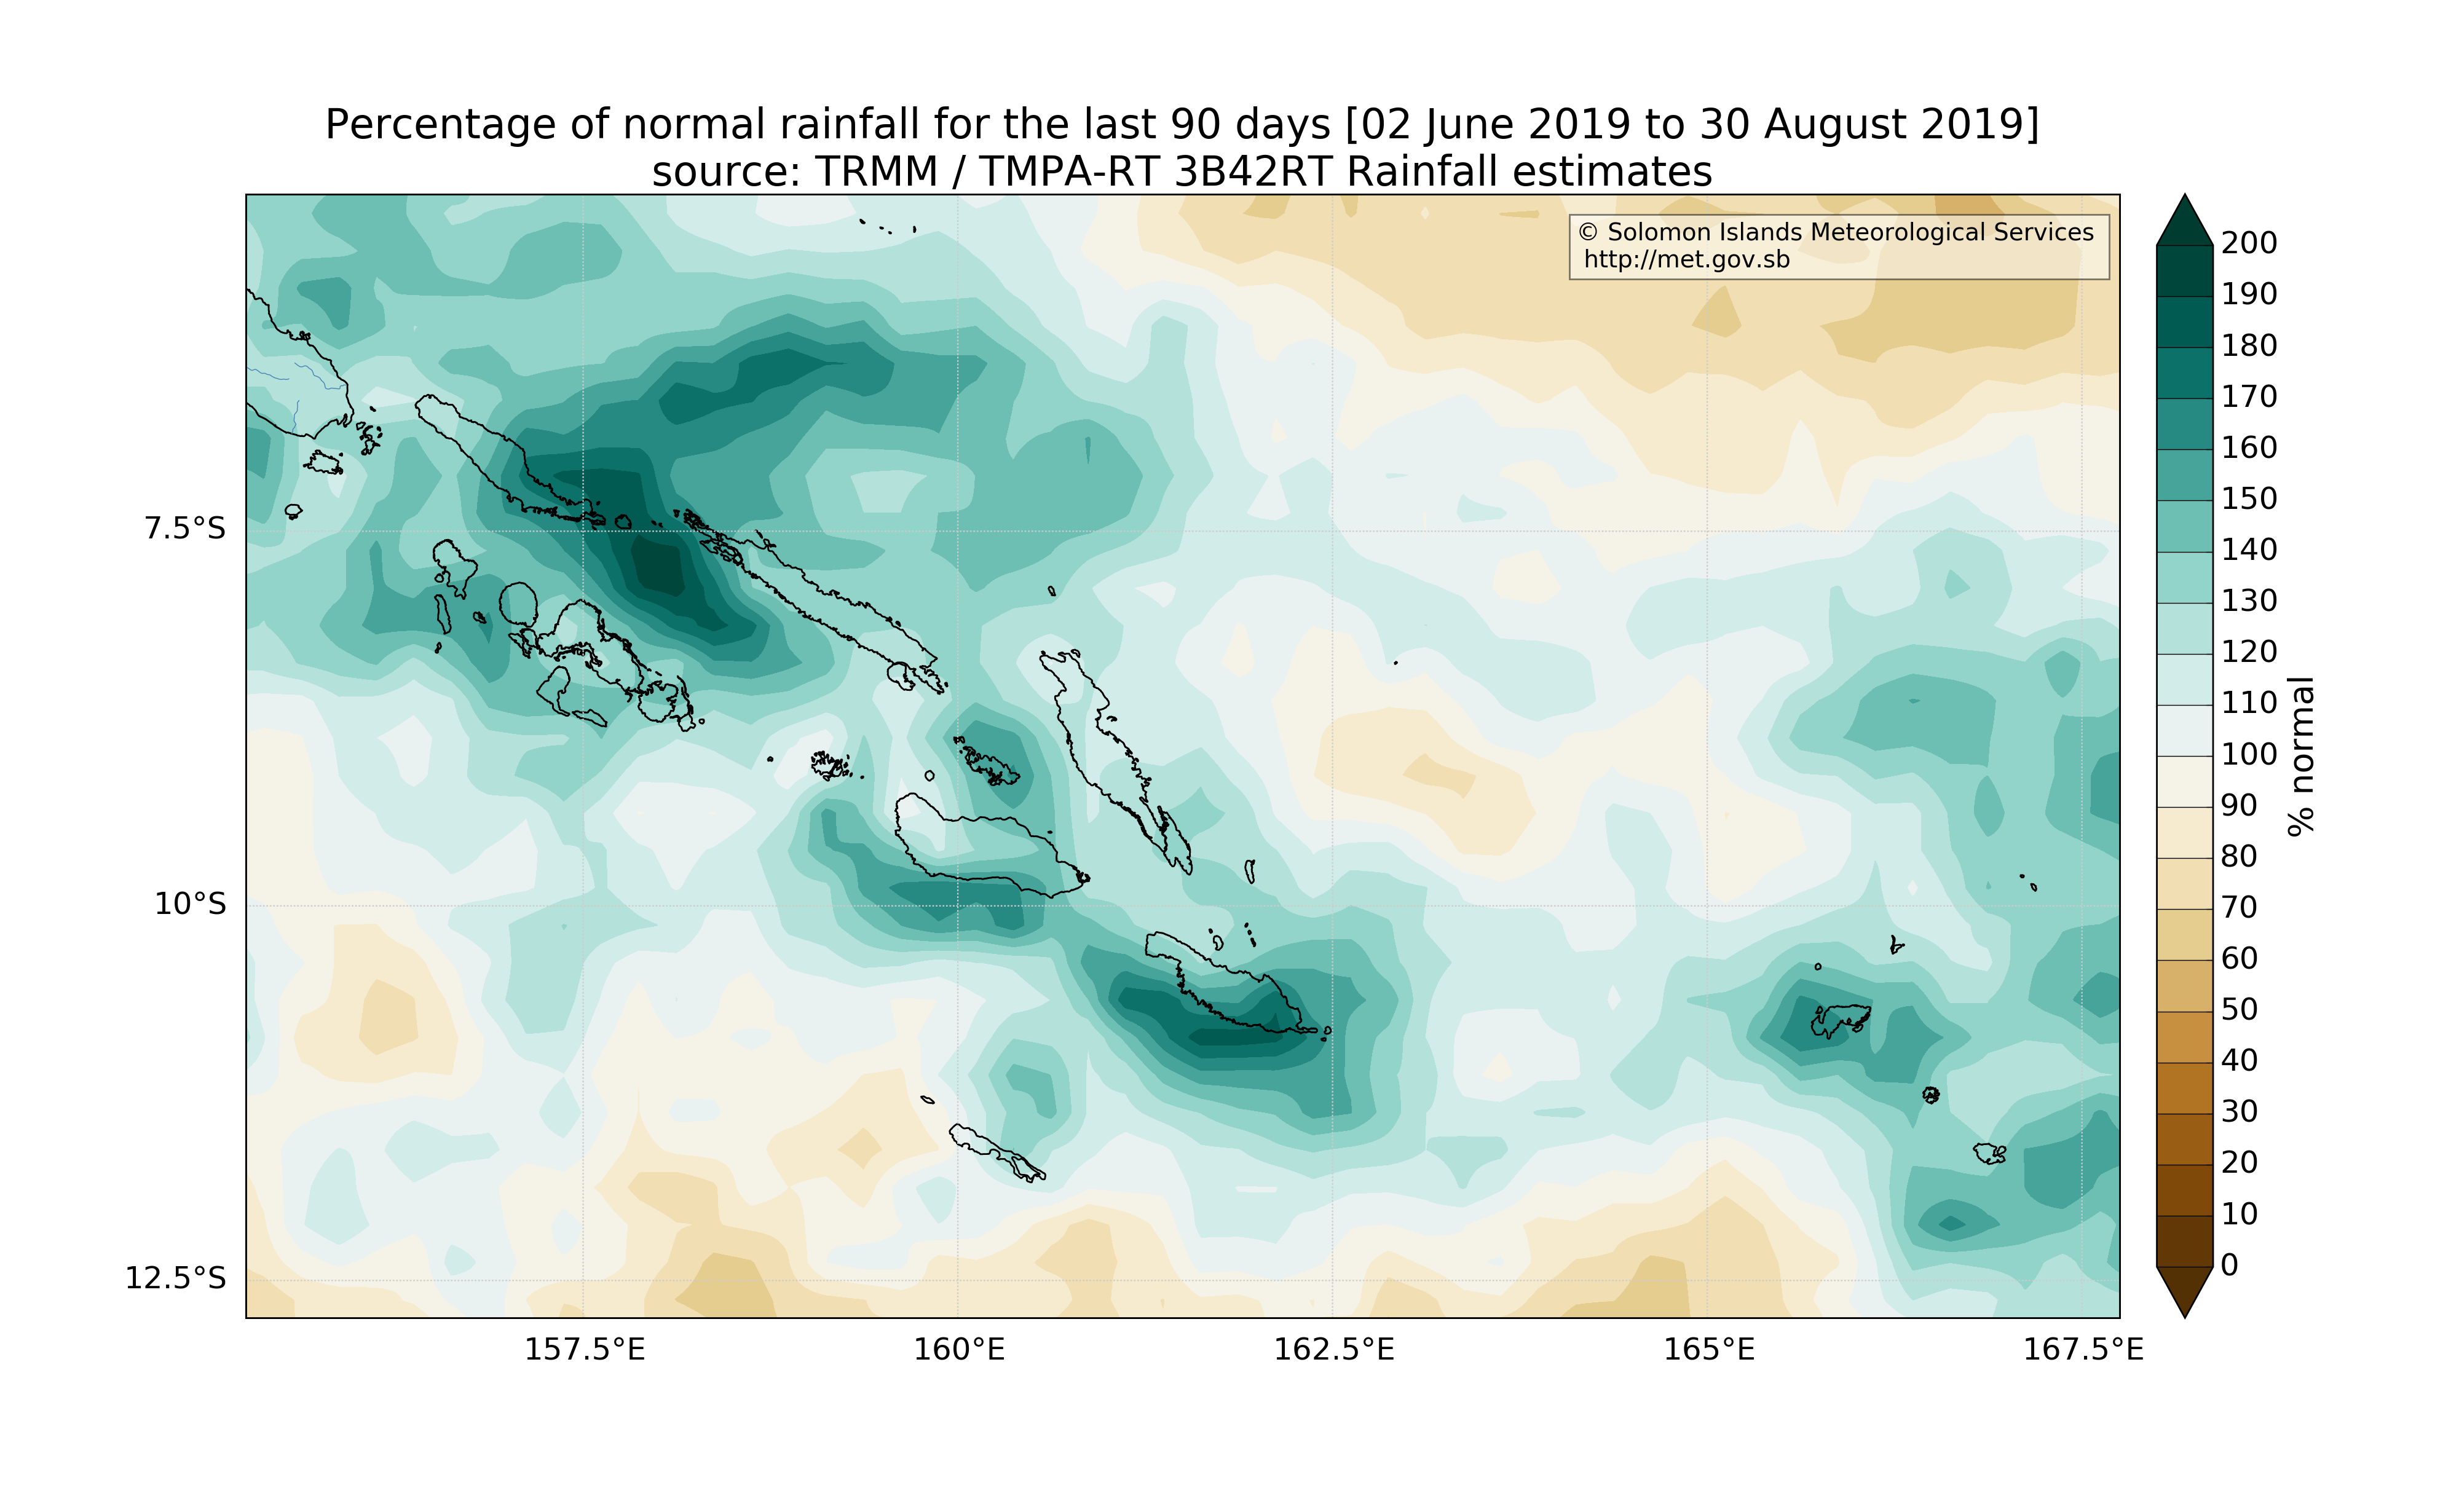 Percentage of normal rainfall for the last 90 days [02 June 2019 to 30 August 2019]
source: TRMM / TMPA-RT 3B42RT Rainfall estimates
© Solomon Islands Meteorological Services
http://met.gov.sb
7.5°S
10°S
12.5°S
157.5°E
160°E
162.5°E
165°E
167.5°E
200
190
180
170
160
150
140
130
120
110
100
90
80
70
60
50
40
30
20
10
0
% normal